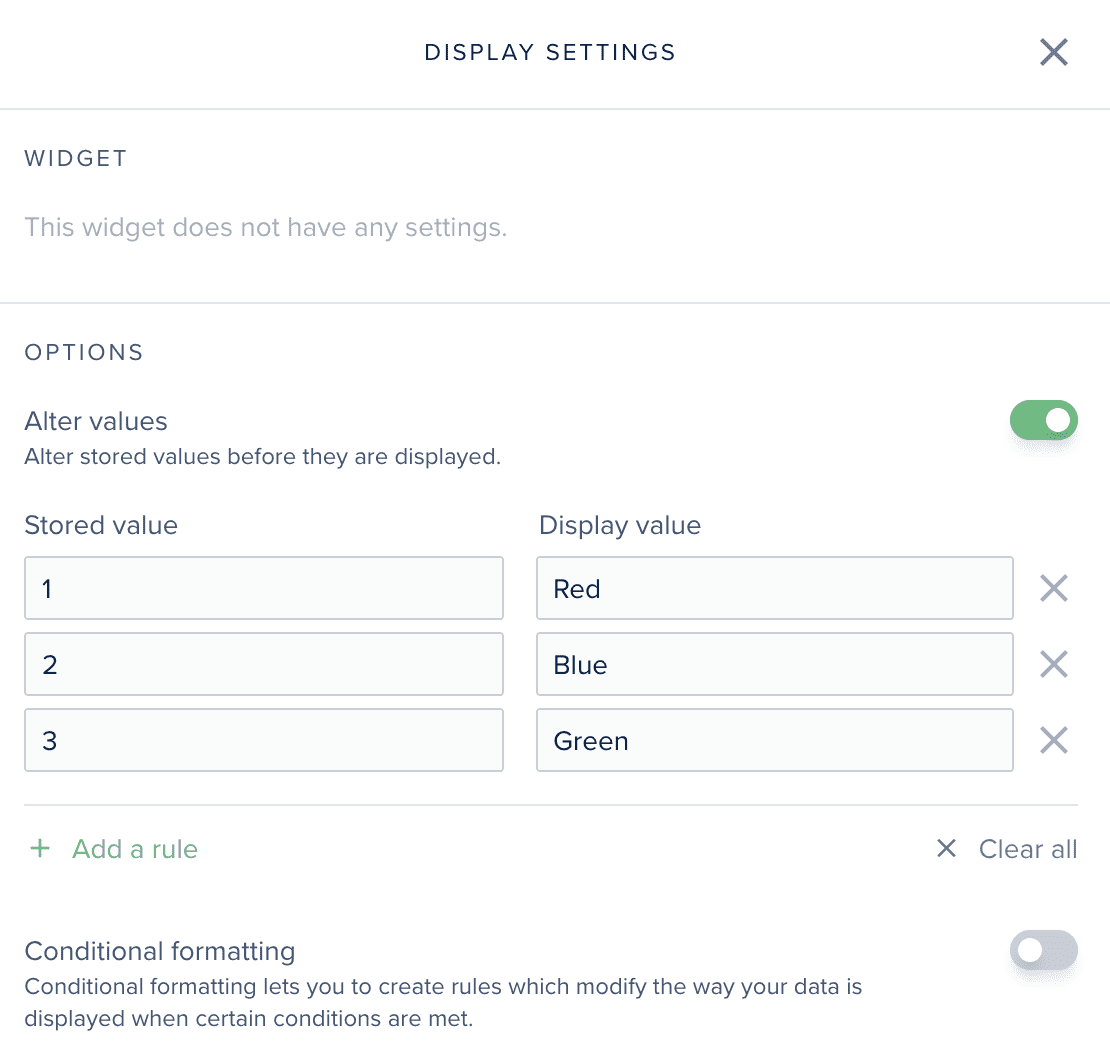 DISPLAY SETTINGS
WIDGET
This widget does not have any settings.
OPTIONS
Alter values
Alter stored values before they are displayed.
Stored value Display value
1 Red
2 Blue
3 Green
+ Add a rule Clear all
Conditional formatting
Conditional formatting lets you to create rules which modify the way your data is
displayed when certain conditions are met.